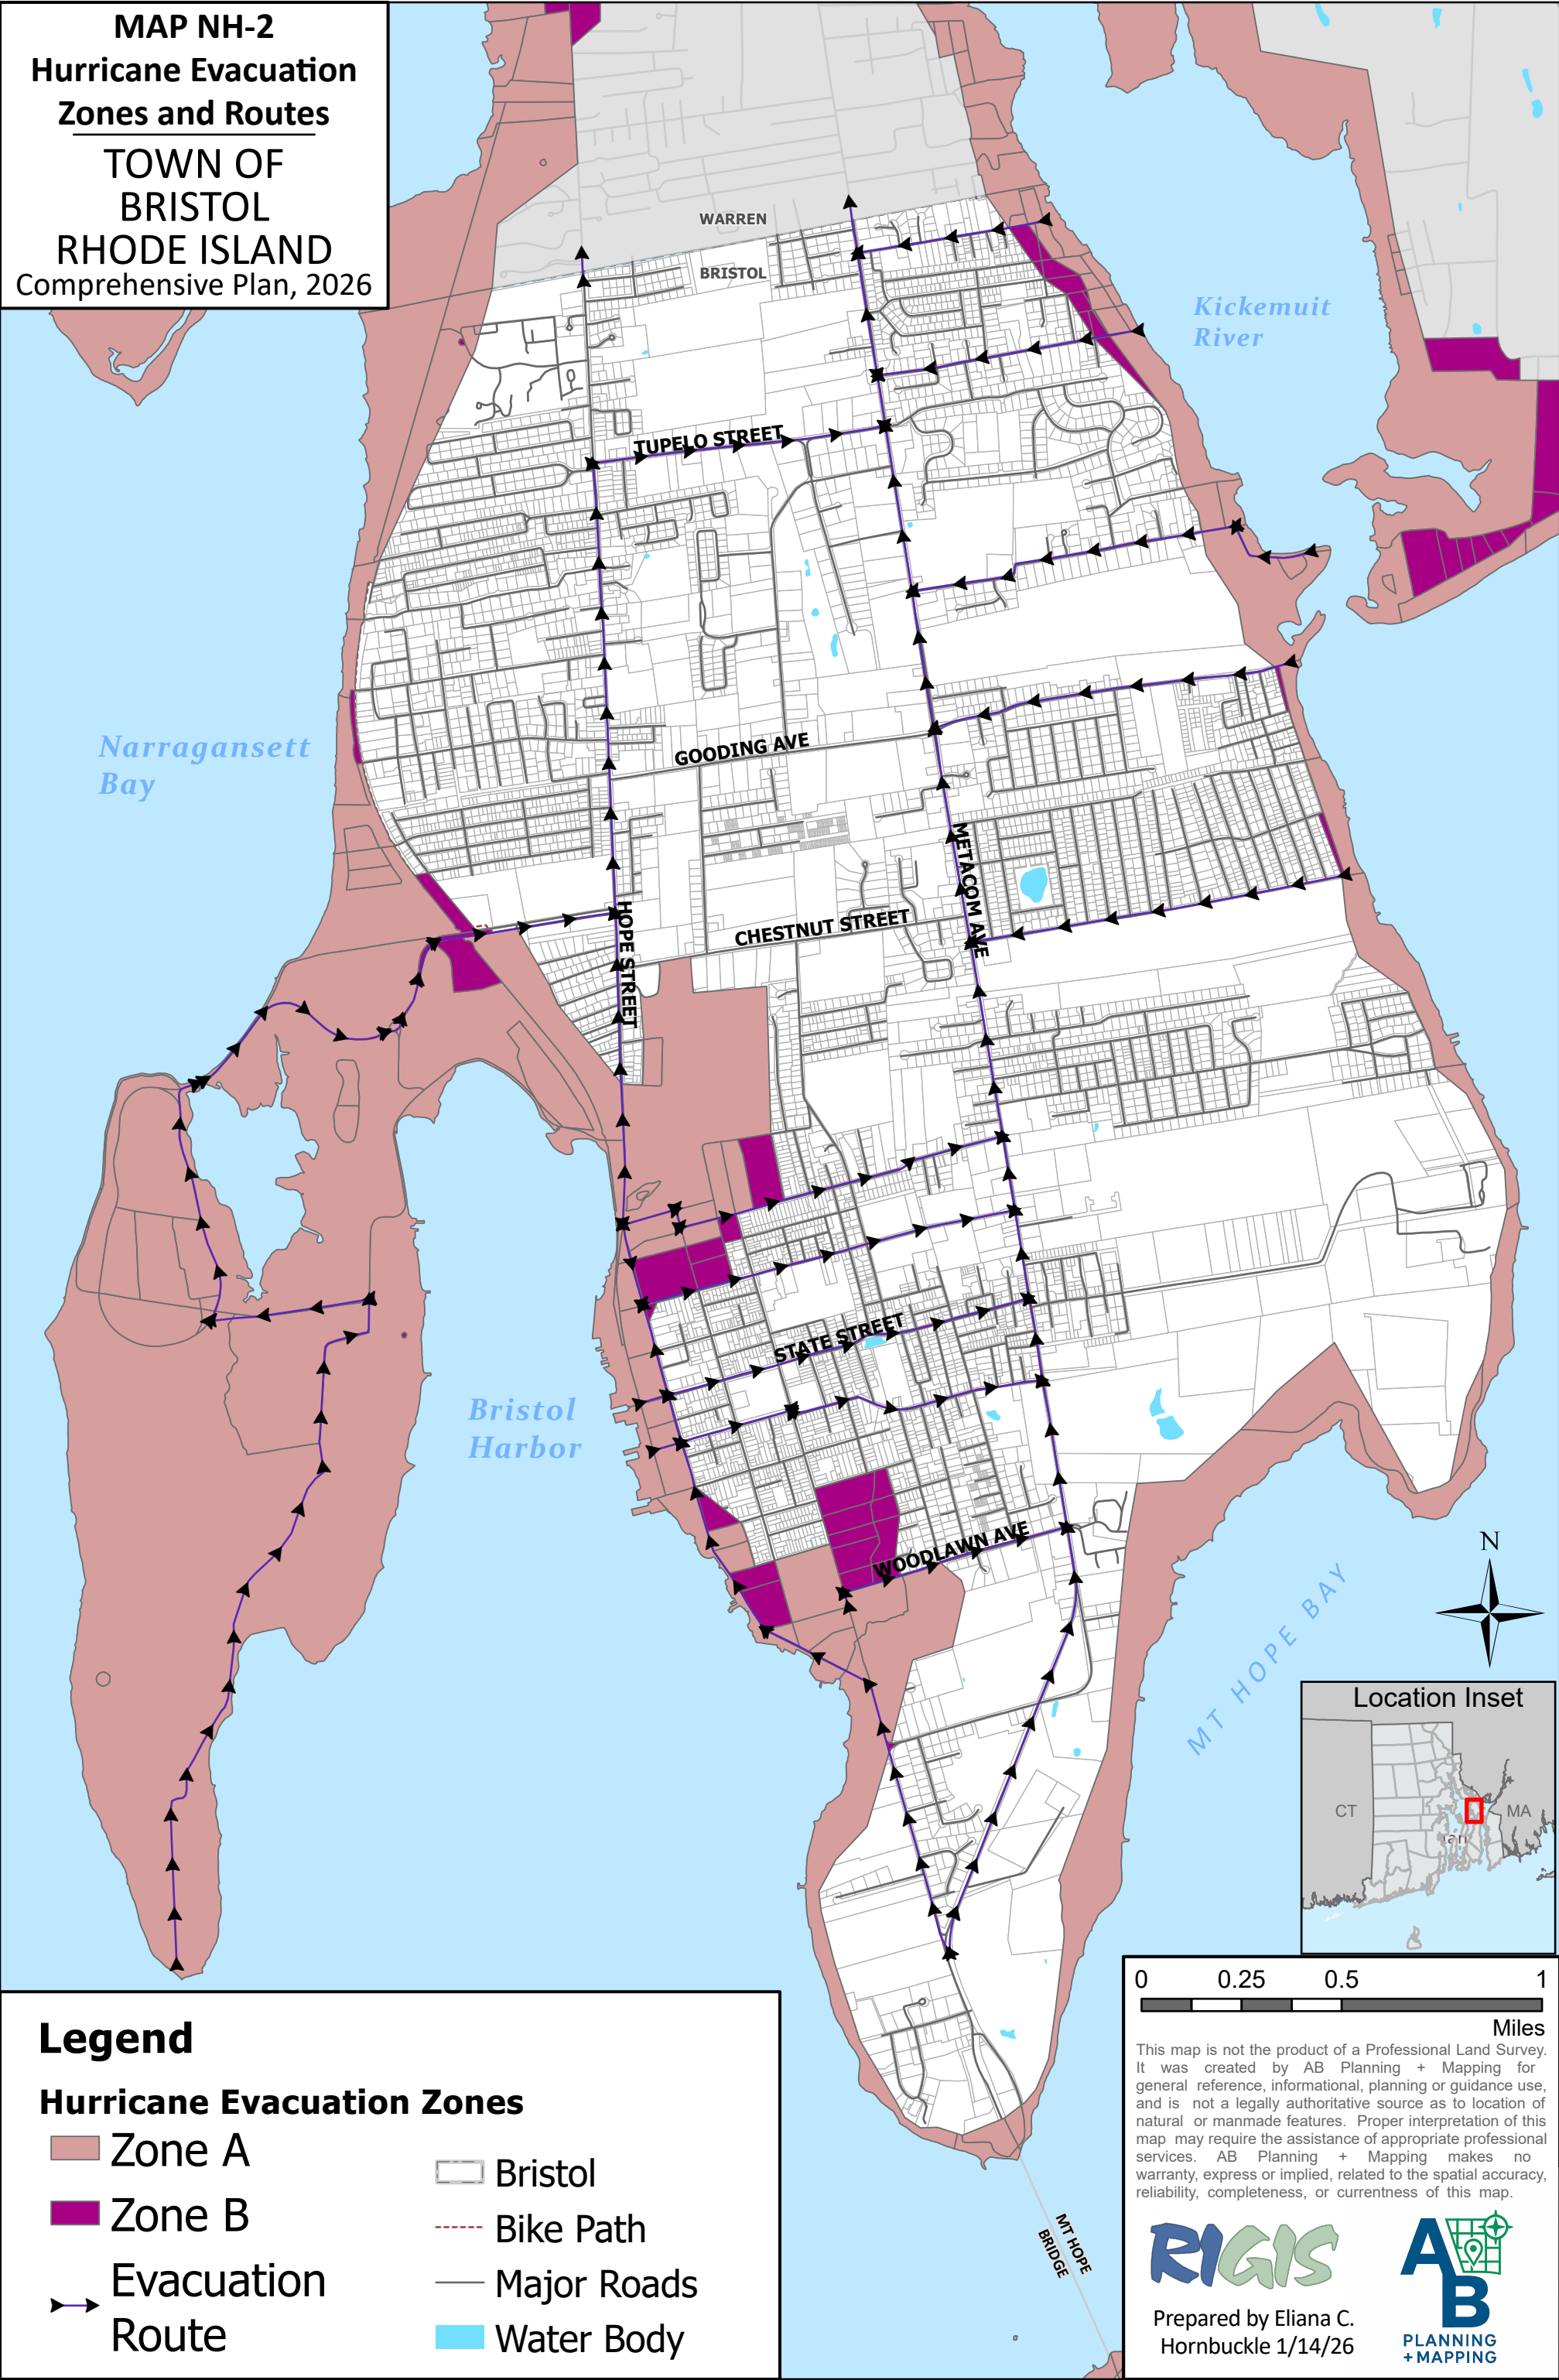 MAP NH-2
Hurricane Evacuation
Zones and Routes
TOWN OF
BRISTOL
RHODE ISLAND
Comprehensive Plan, 2026
WARREN
BRISTOL
Kickemuit
River
TUPELO STREET
Narragansett
Bay
GOODING AVE
METACOM AVE
HOPE STREET
CHESTNUT STREET
STATE STREET
Bristol
Harbor
WOODLAWN AVE
N
MT HOPE BAY
Location Inset
CT
MA
MT HOPE
BRIDGE
Legend
Hurricane Evacuation Zones
Zone A
Zone B
Evacuation
Route
Bristol
Bike Path
Major Roads
Water Body
0 0.25 0.5 1
Miles
This map is not the product of a Professional Land Survey.
It was created by AB Planning + Mapping for
general reference, informational, planning or guidance use,
and is not a legally authoritative source as to location of
natural or manmade features. Proper interpretation of this
map may require the assistance of appropriate professional
services. AB Planning + Mapping makes no
warranty, express or implied, related to the spatial accuracy,
reliability, completeness, or currentness of this map.
RIGIS
Prepared by Eliana C.
Hornbuckle 1/14/26
AB
PLANNING
+MAPPING